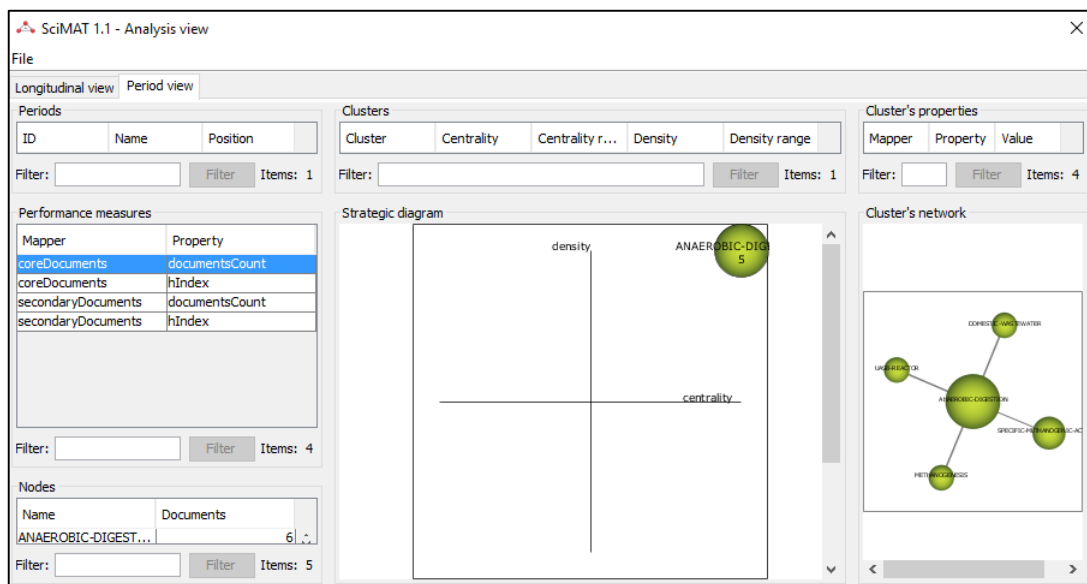 SciMAT 1.1 - Analysis view
File
Longitudinal view Period view
Periods
ID Name Position
Filter: Filter Items: 1
Clusters
Cluster Centrality Centrality r... Density Density range
Filter: Filter Items: 1
Cluster's properties
Mapper Property Value
Filter: Filter Items: 4
Performance measures
Mapper Property
coreDocuments documentsCount
coreDocuments hIndex
secondaryDocuments documentsCount
secondaryDocuments hIndex
Filter: Filter Items: 4
Nodes
Name Documents
ANAEROBIC-DIGEST... 6
Filter: Filter Items: 5
Strategic diagram
density
ANAEROBIC-DIGI
5
centrality
Cluster's network
DOMESTIC-WASTEWATER
UASB-REACTOR
ANAEROBIC-DIGESTION
SPECIFIC-METHANOGENIC-AC
METHANOGENESIS